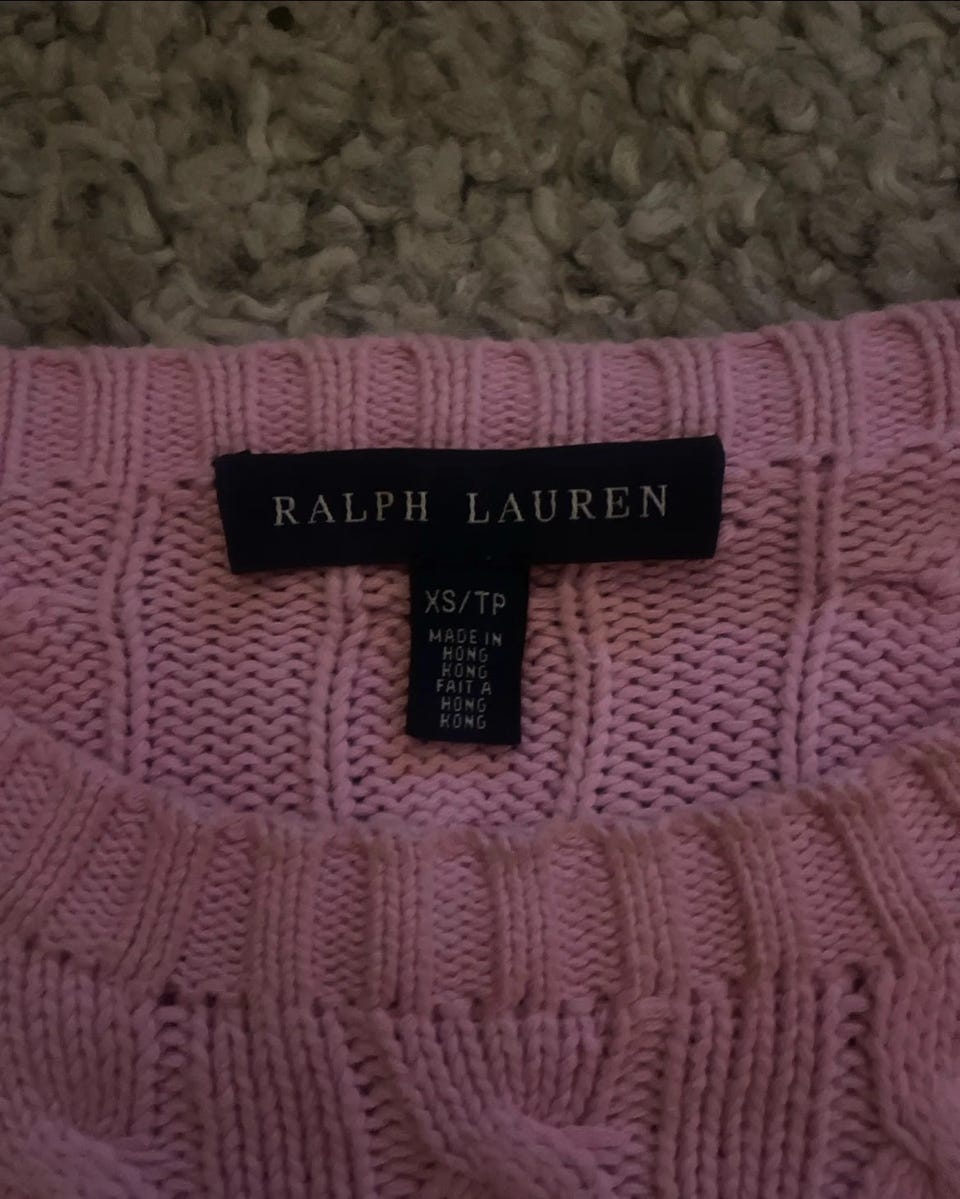 RALPH LAUREN
XS/TP
MADE IN
HONG
KONG
FAIT A
HONG
KONG